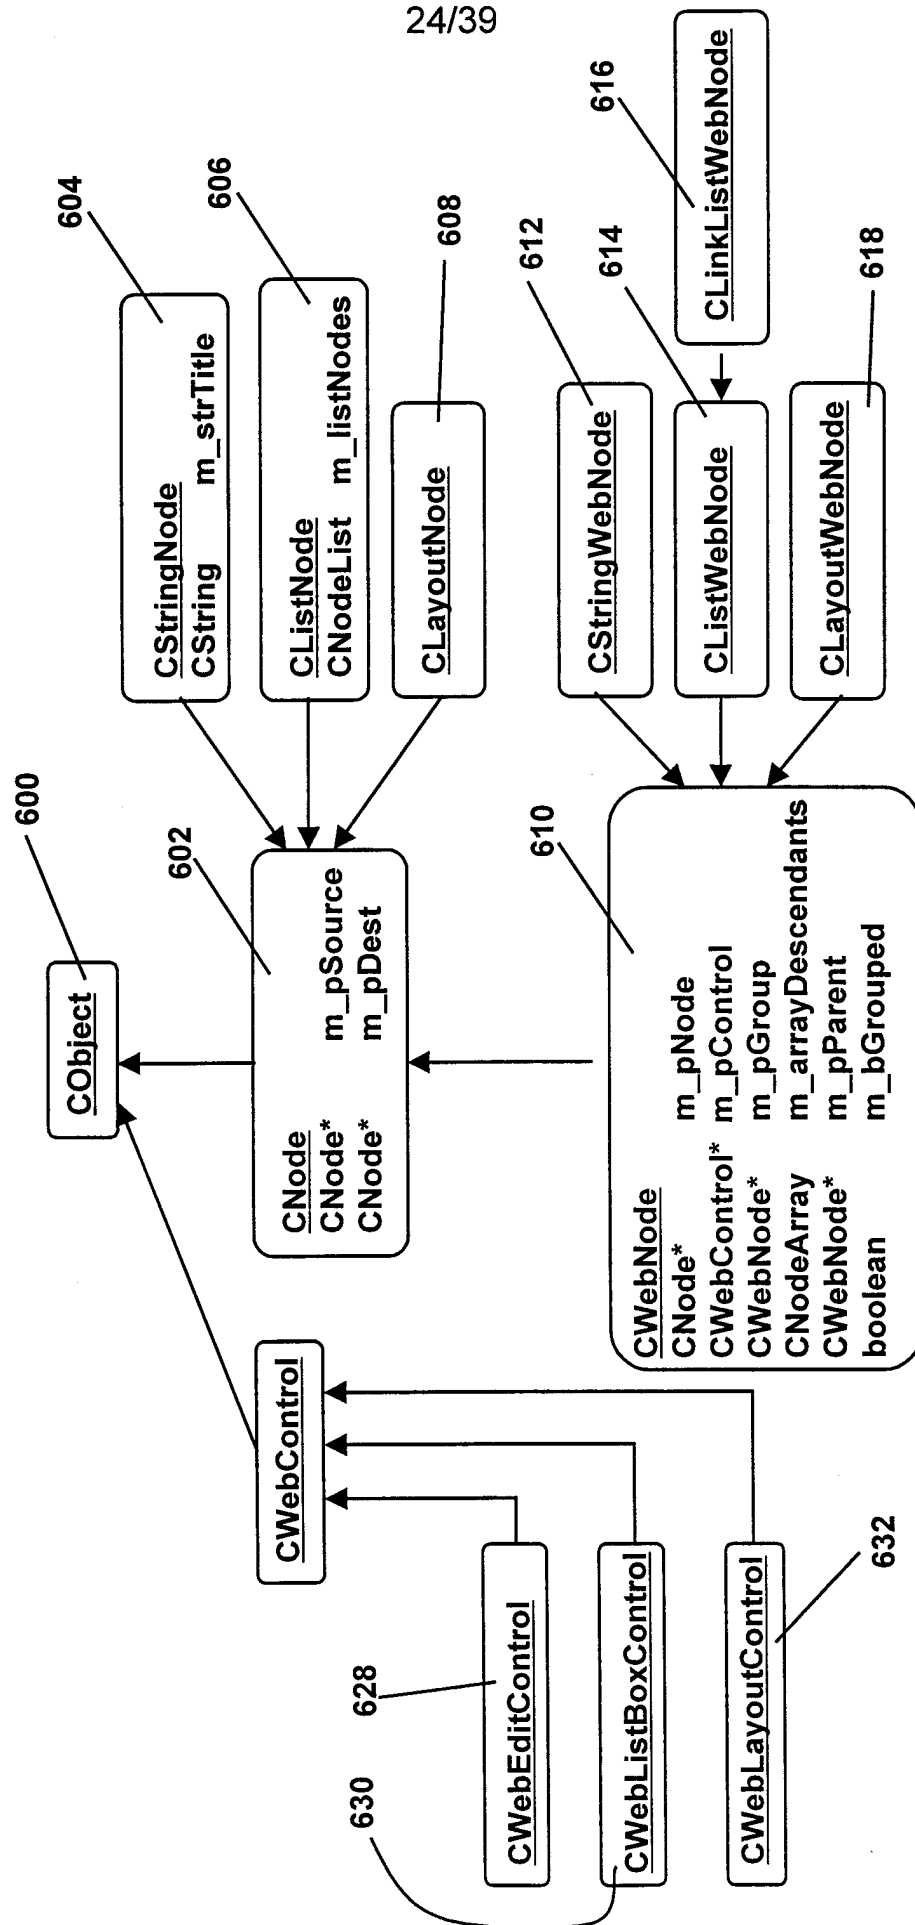 24/39
600
CObject
602
CNode
CNode* m_pSource
CNode* m_pDest
604
CStringNode
CString m_strTitle
606
CListNode
CNodeList m_listNodes
608
CLayoutNode
CWebControl
628
CWebEditControl
630
CWebListBoxControl
632
CWebLayoutControl
610
CWebNode
CNode* m_pNode
CWebControl* m_pControl
CWebNode* m_pGroup
CNodeArray m_arrayDescendants
CWebNode* m_pParent
boolean m_bGrouped
612
CStringWebNode
614
CListWebNode
616
CLinkListWebNode
618
CLayoutWebNode